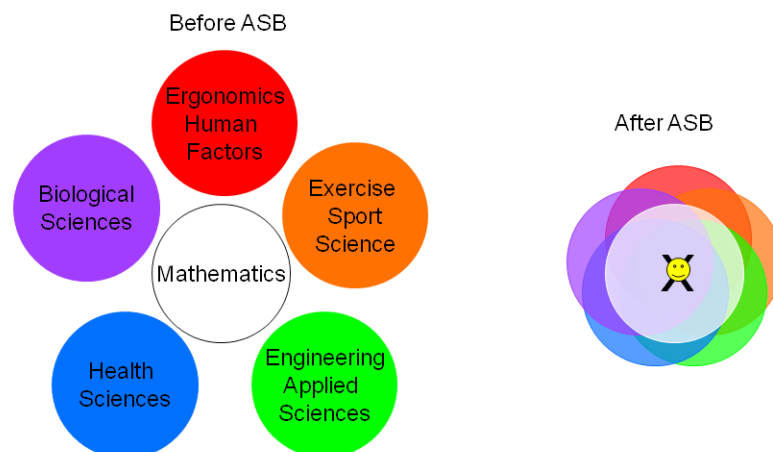 Before ASB
Ergonomics
Human
Factors
Biological
Sciences
Exercise
Sport
Science
Mathematics
Health
Sciences
Engineering
Applied
Sciences
After ASB